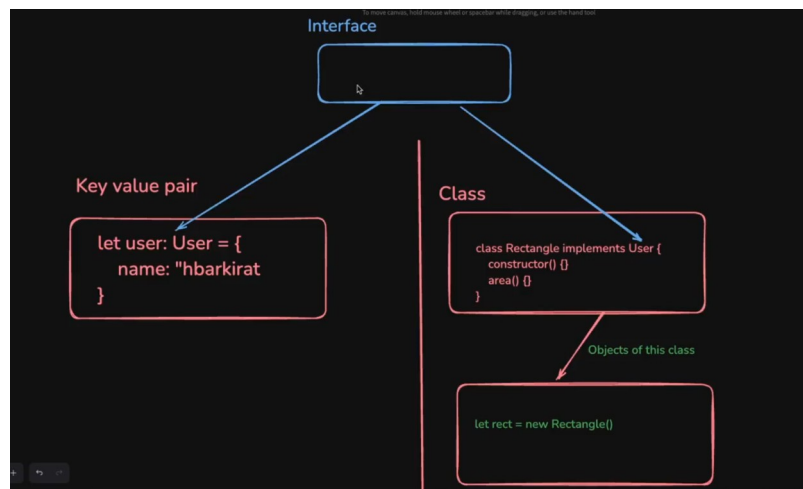 To move canvas, hold mouse wheel or spacebar while dragging, or use the hand tool
Interface
Key value pair
let user: User = {
name: "hbarkirat
}
Class
class Rectangle implements User {
constructor() {}
area() {}
}
Objects of this class
let rect = new Rectangle()